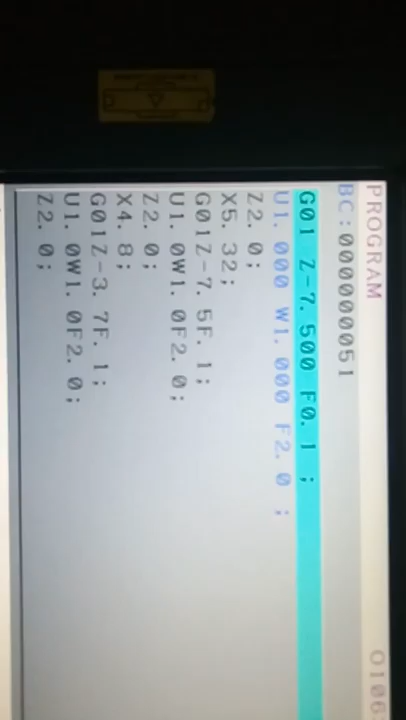 PROGRAM O106
BC:000000051
G01 Z-7.500 F0.1 ;
U1.000 W1.000 F2.0 ;
Z2.0;
X5.32;
G01Z-7.5F.1;
U1.0W1.0F2.0;
Z2.0;
X4.8;
G01Z-3.7F.1;
U1.0W1.0F2.0;
Z2.0;